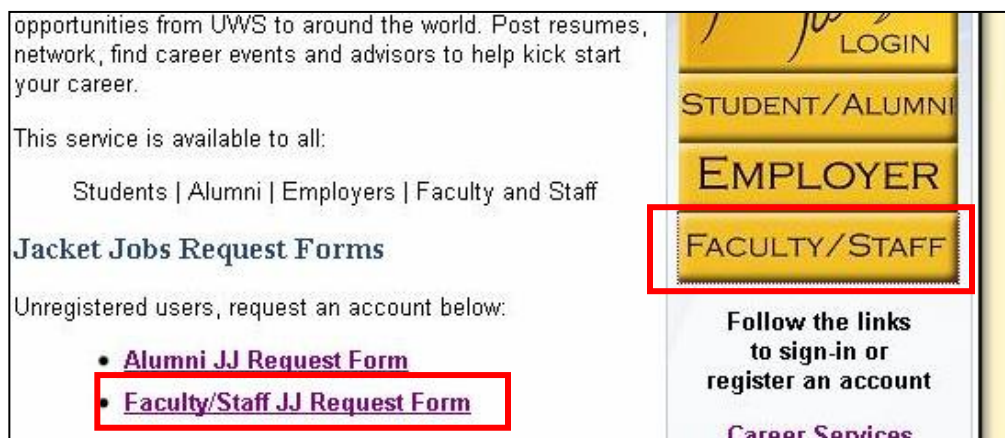 opportunities from UWS to around the world. Post resumes,
network, find career events and advisors to help kick start
your career.
This service is available to all:
Students | Alumni | Employers | Faculty and Staff
Jacket Jobs Request Forms
Unregistered users, request an account below:
• Alumni JJ Request Form
• Faculty/Staff JJ Request Form
LOGIN
STUDENT/ALUMNI
EMPLOYER
FACULTY/STAFF
Follow the links
to sign-in or
register an account
Career Services